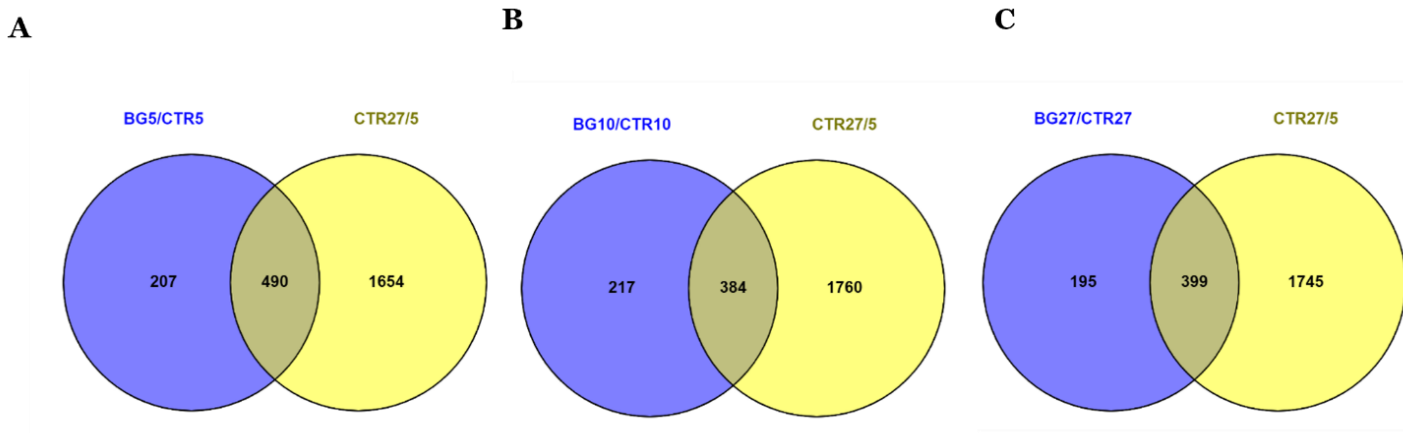 A
B
C
BG5/CTR5
CTR27/5
BG10/CTR10
CTR27/5
BG27/CTR27
CTR27/5
207
490
1654
217
384
1760
195
399
1745